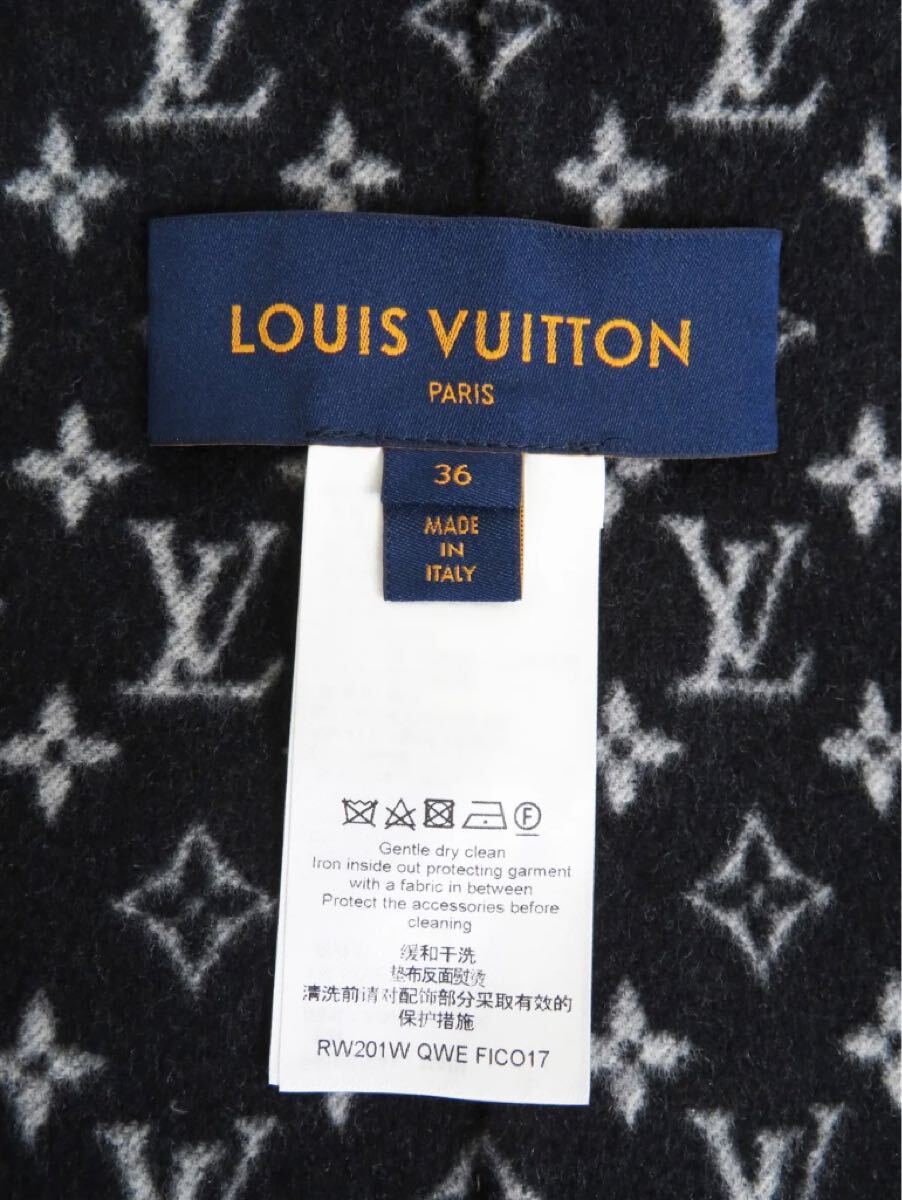 LOUIS VUITTON
PARIS
36
MADE
IN
ITALY
Gentle dry clean
Iron inside out protecting garment
with a fabric in between
Protect the accessories before
cleaning
缓和干洗
垫布反面熨烫
清洗前请对配饰部分采取有效的
保护措施
RW201W QWE FICO17